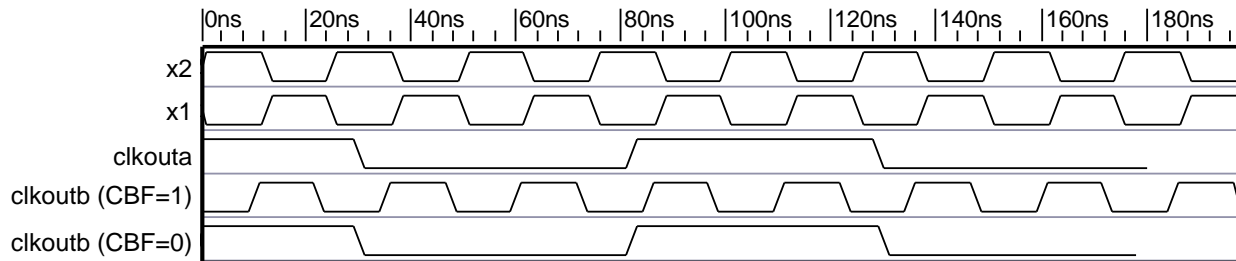 0ns 20ns 40ns 60ns 80ns 100ns 120ns 140ns 160ns 180ns
x2
x1
clkouta
clkoutb (CBF=1)
clkoutb (CBF=0)